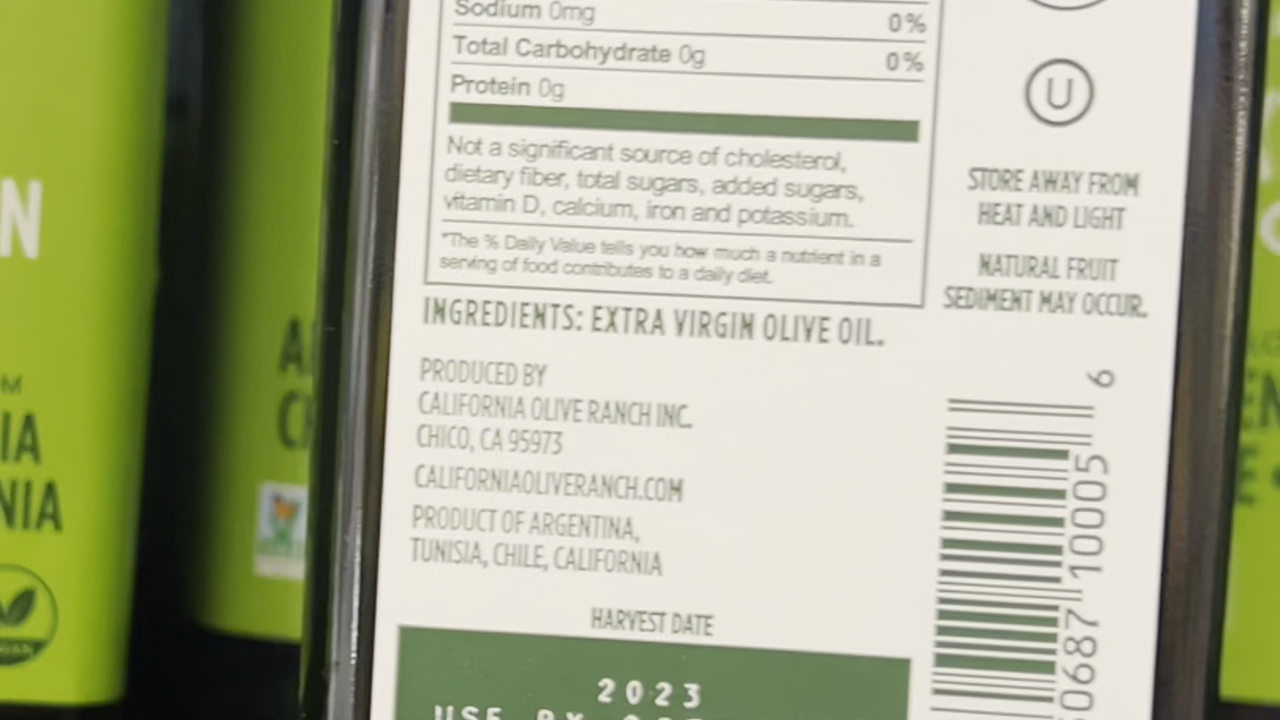 Sodium 0mg 0%
Total Carbohydrate 0g 0%
Protein 0g
Not a significant source of cholesterol,
dietary fiber, total sugars, added sugars,
vitamin D, calcium, iron and potassium.
*The % Daily Value tells you how much a nutrient in a
serving of food contributes to a daily diet.
INGREDIENTS: EXTRA VIRGIN OLIVE OIL.
PRODUCED BY
CALIFORNIA OLIVE RANCH INC.
CHICO, CA 95973
CALIFORNIAOLIVERANCH.COM
PRODUCT OF ARGENTINA,
TUNISIA, CHILE, CALIFORNIA
HARVEST DATE
2023
USE BY
U
STORE AWAY FROM
HEAT AND LIGHT
NATURAL FRUIT
SEDIMENT MAY OCCUR.
0687 10005 6
N
IA
NIA